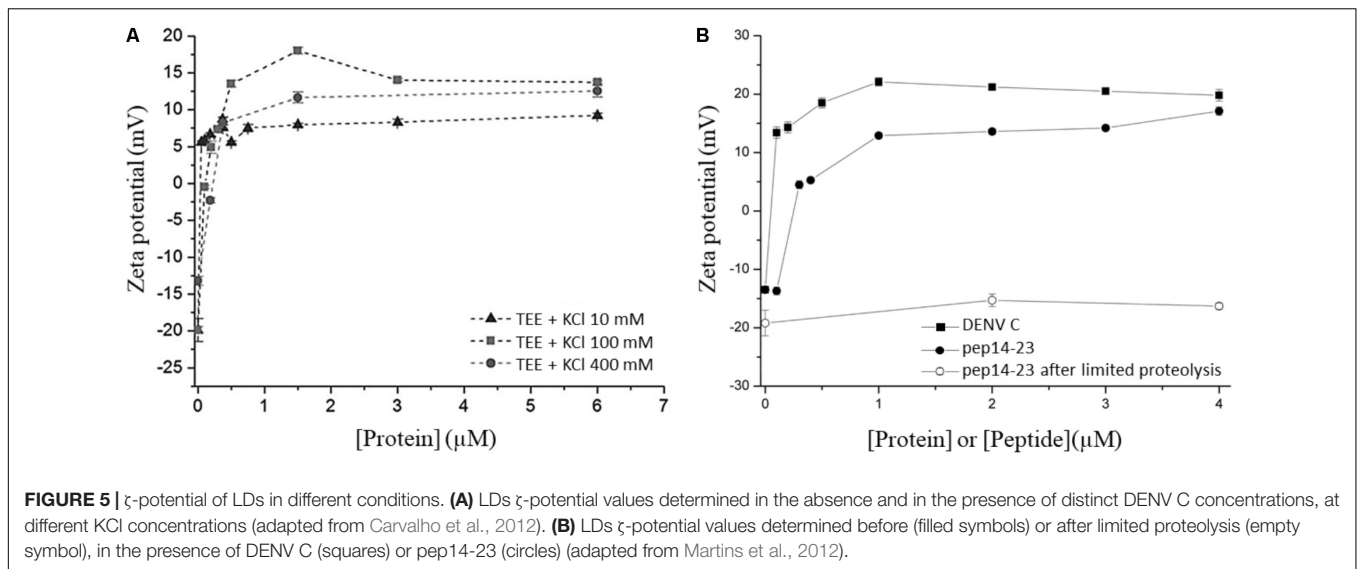 A
20
15
10
5
0
-5
-10
-15
-20
-25
Zeta potential (mV)
0 1 2 3 4 5 6 7
[Protein] (µM)
TEE + KCl 10 mM
TEE + KCl 100 mM
TEE + KCl 400 mM
B
30
20
10
0
-10
-20
-30
Zeta potential (mV)
0 1 2 3 4
[Protein] or [Peptide](µM)
DENV C
pep14-23
pep14-23 after limited proteolysis
FIGURE 5 | ζ-potential of LDs in different conditions. (A) LDs ζ-potential values determined in the absence and in the presence of distinct DENV C concentrations, at
different KCl concentrations (adapted from Carvalho et al., 2012). (B) LDs ζ-potential values determined before (filled symbols) or after limited proteolysis (empty
symbol), in the presence of DENV C (squares) or pep14-23 (circles) (adapted from Martins et al., 2012).